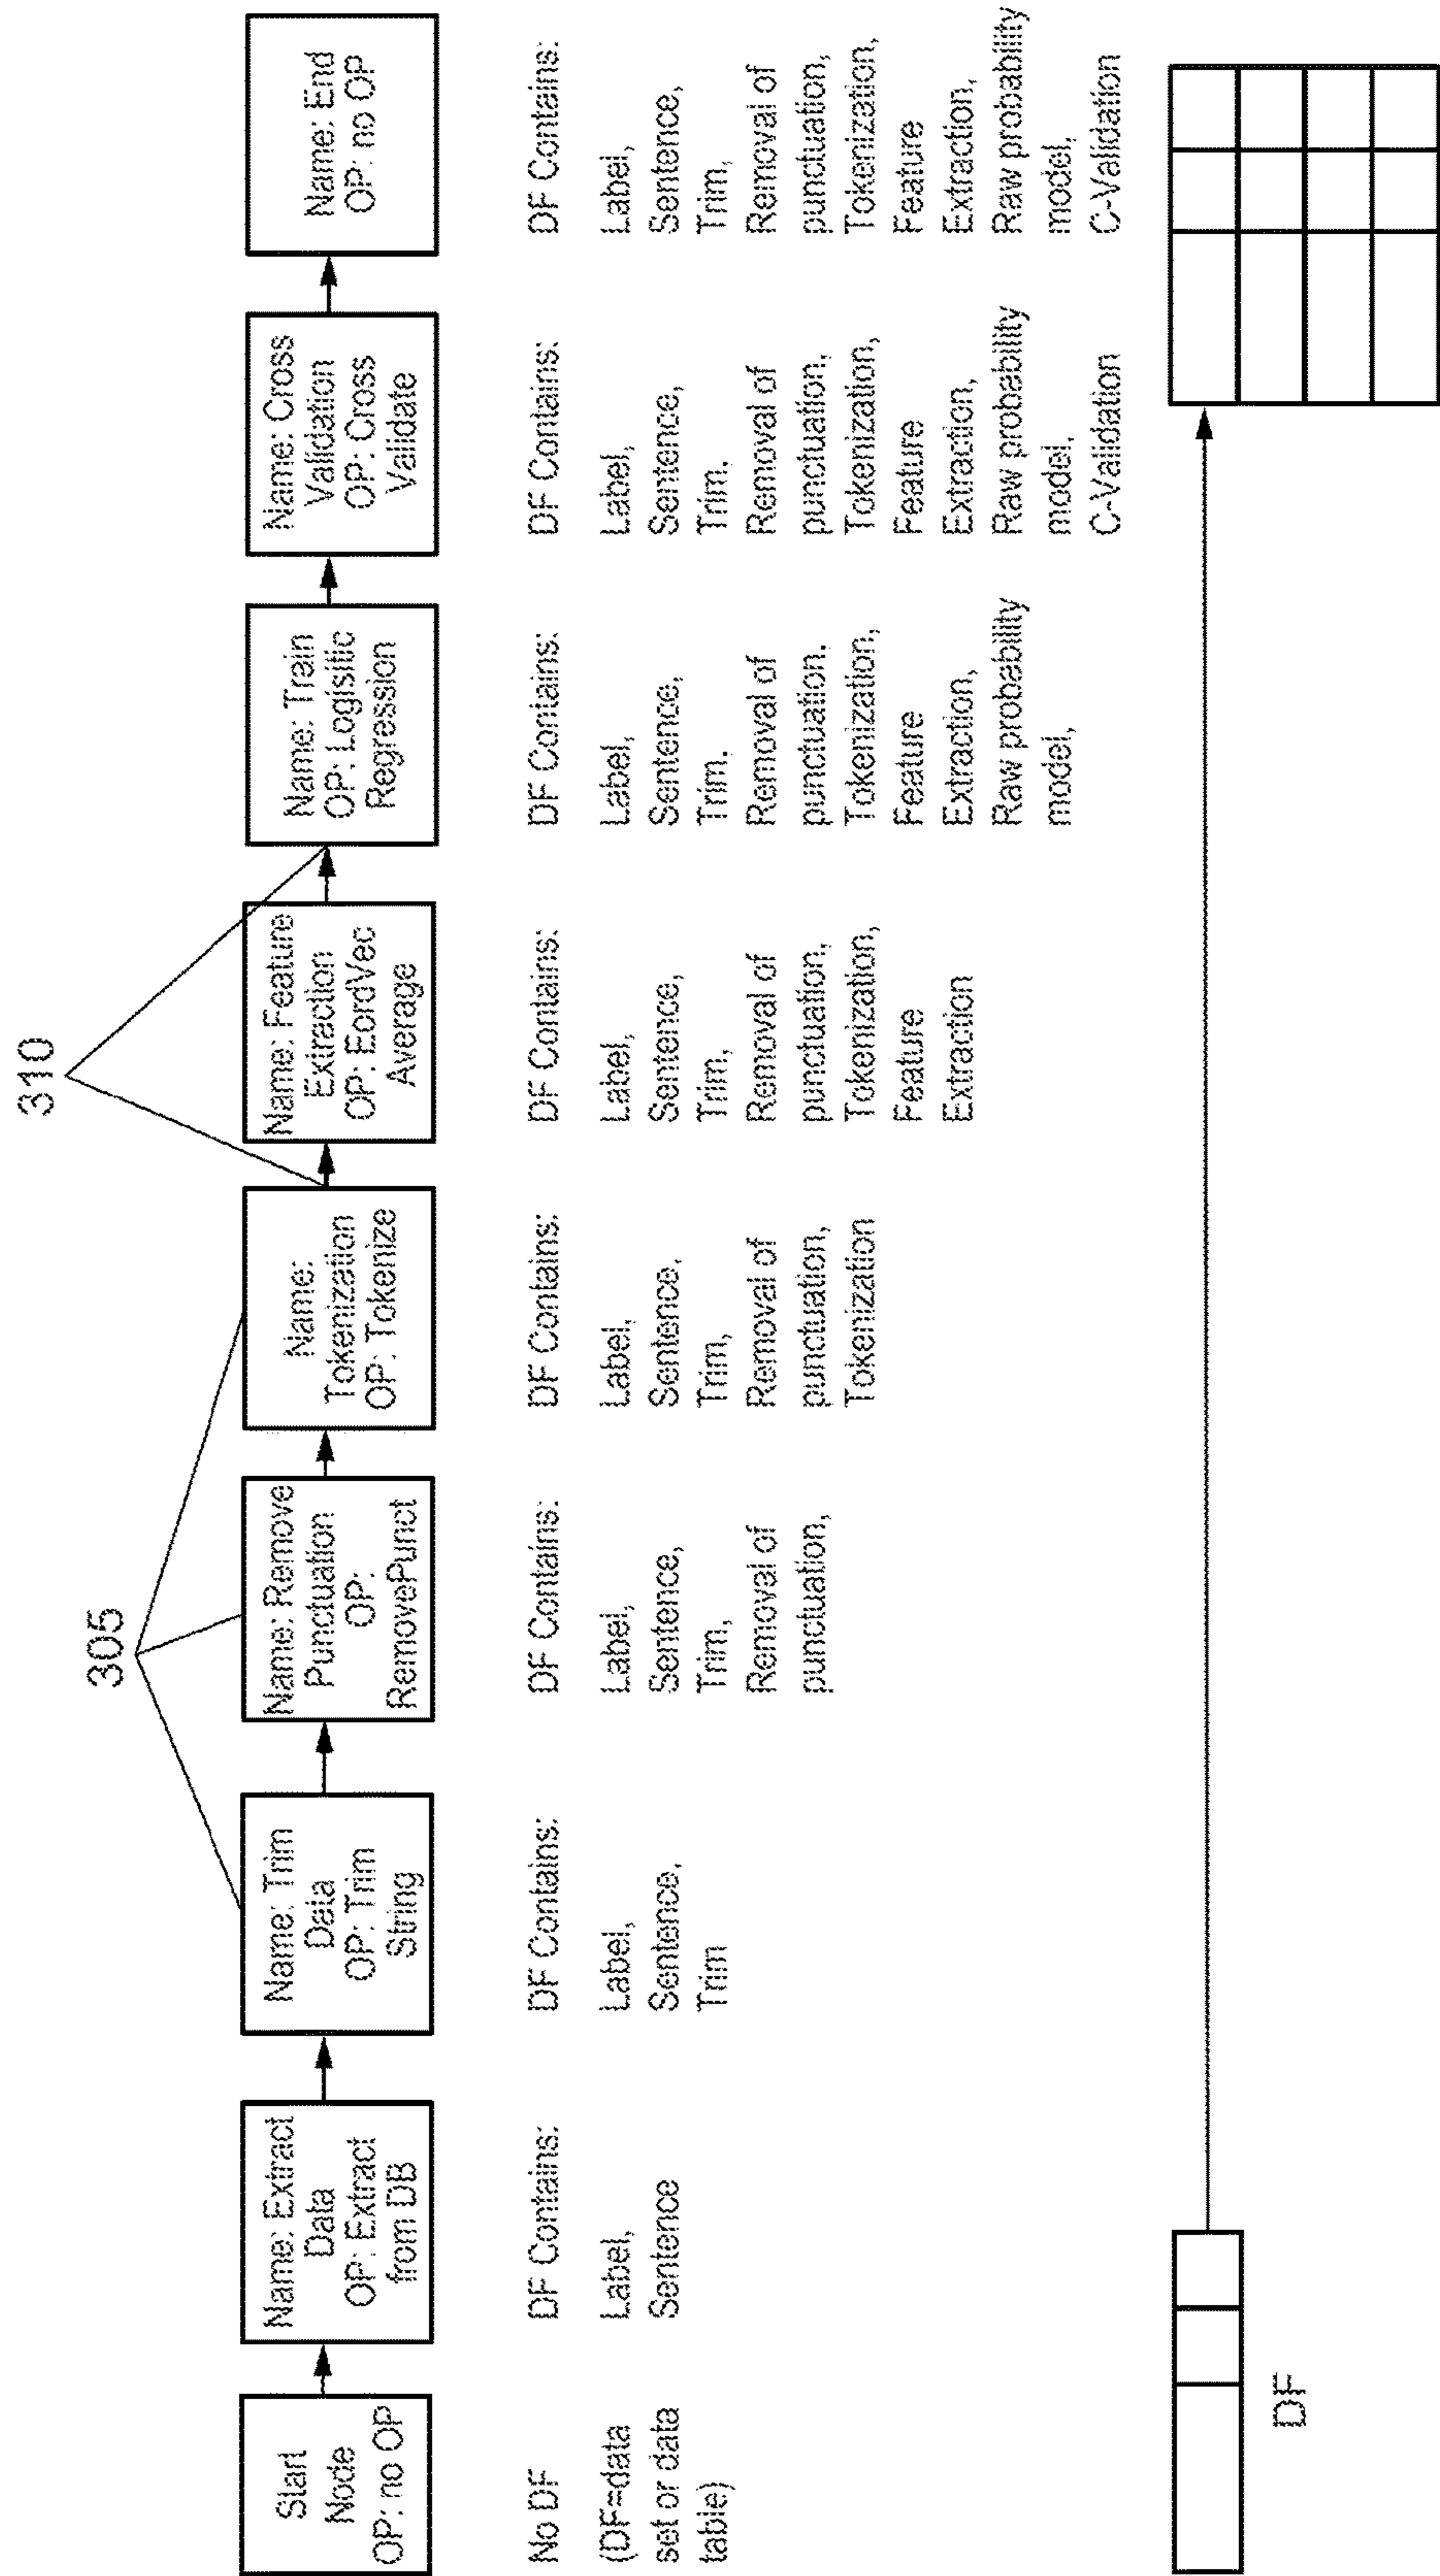 310
305
Start
Node
OP: no OP
Name: Extract
Data
OP: Extract
from DB
Name: Trim
Data
OP: Trim
String
Name: Remove
Punctuation
OP:
RemovePunct
Name:
Tokenization
OP: Tokenize
Name: Feature
Extraction
OP: EordVec
Average
Name: Train
OP: Logisitic
Regression
Name: Cross
Validation
OP: Cross
Validate
Name: End
OP: no OP
No DF
(DF=data
set or data
table)
DF Contains:
Label,
Sentence
DF Contains:
Label,
Sentence,
Trim
DF Contains:
Label,
Sentence,
Trim,
Removal of
punctuation,
DF Contains:
Label,
Sentence,
Trim,
Removal of
punctuation,
Tokenization
DF Contains:
Label,
Sentence,
Trim,
Removal of
punctuation,
Tokenization,
Feature
Extraction
DF Contains:
Label,
Sentence,
Trim,
Removal of
punctuation,
Tokenization,
Feature
Extraction,
Raw probability
model,
DF Contains:
Label,
Sentence,
Trim,
Removal of
punctuation,
Tokenization,
Feature
Extraction,
Raw probability
model,
C-Validation
DF Contains:
Label,
Sentence,
Trim,
Removal of
punctuation,
Tokenization,
Feature
Extraction,
Raw probability
model,
C-Validation
DF